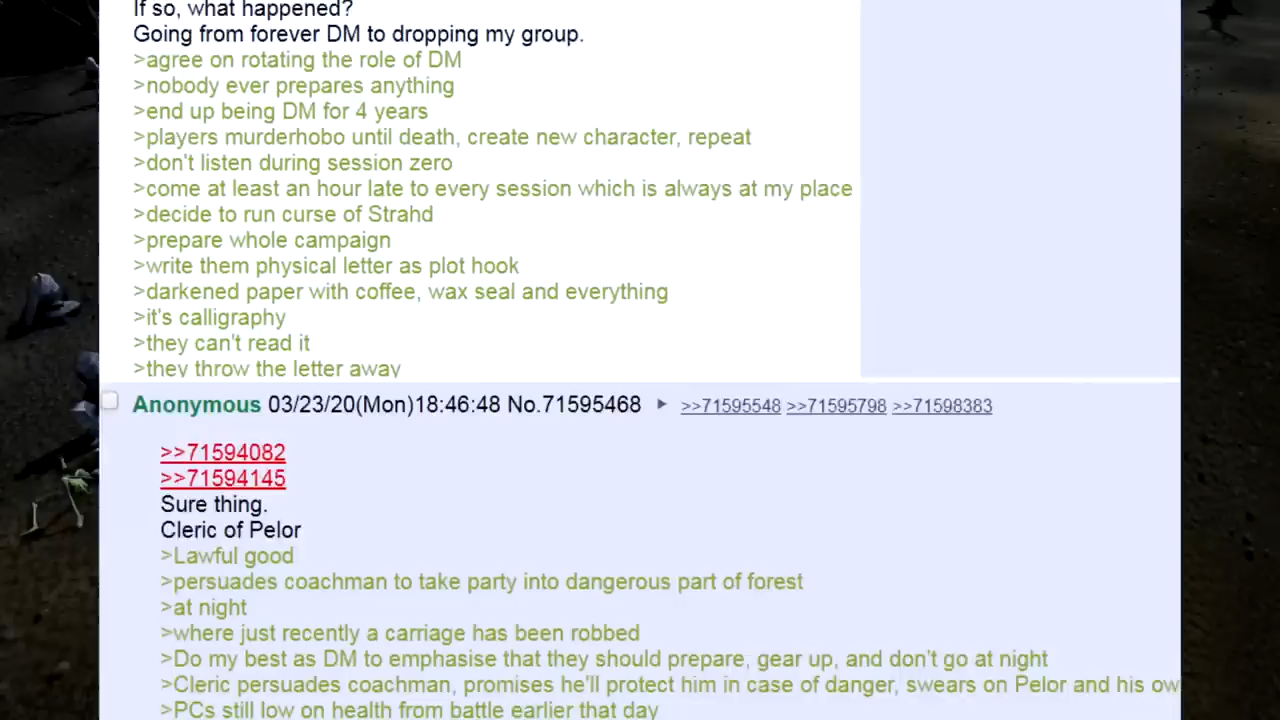 If so, what happened?
Going from forever DM to dropping my group.
>agree on rotating the role of DM
>nobody ever prepares anything
>end up being DM for 4 years
>players murderhobo until death, create new character, repeat
>don't listen during session zero
>come at least an hour late to every session which is always at my place
>decide to run curse of Strahd
>prepare whole campaign
>write them physical letter as plot hook
>darkened paper with coffee, wax seal and everything
>it's calligraphy
>they can't read it
>they throw the letter away
Anonymous 03/23/20(Mon)18:46:48 No.71595468 ▶ >>71595548 >>71595798 >>71598383
>>71594082
>>71594145
Sure thing.
Cleric of Pelor
>Lawful good
>persuades coachman to take party into dangerous part of forest
>at night
>where just recently a carriage has been robbed
>Do my best as DM to emphasise that they should prepare, gear up, and don't go at night
>Cleric persuades coachman, promises he'll protect him in case of danger, swears on Pelor and his ow
>PCs still low on health from battle earlier that day